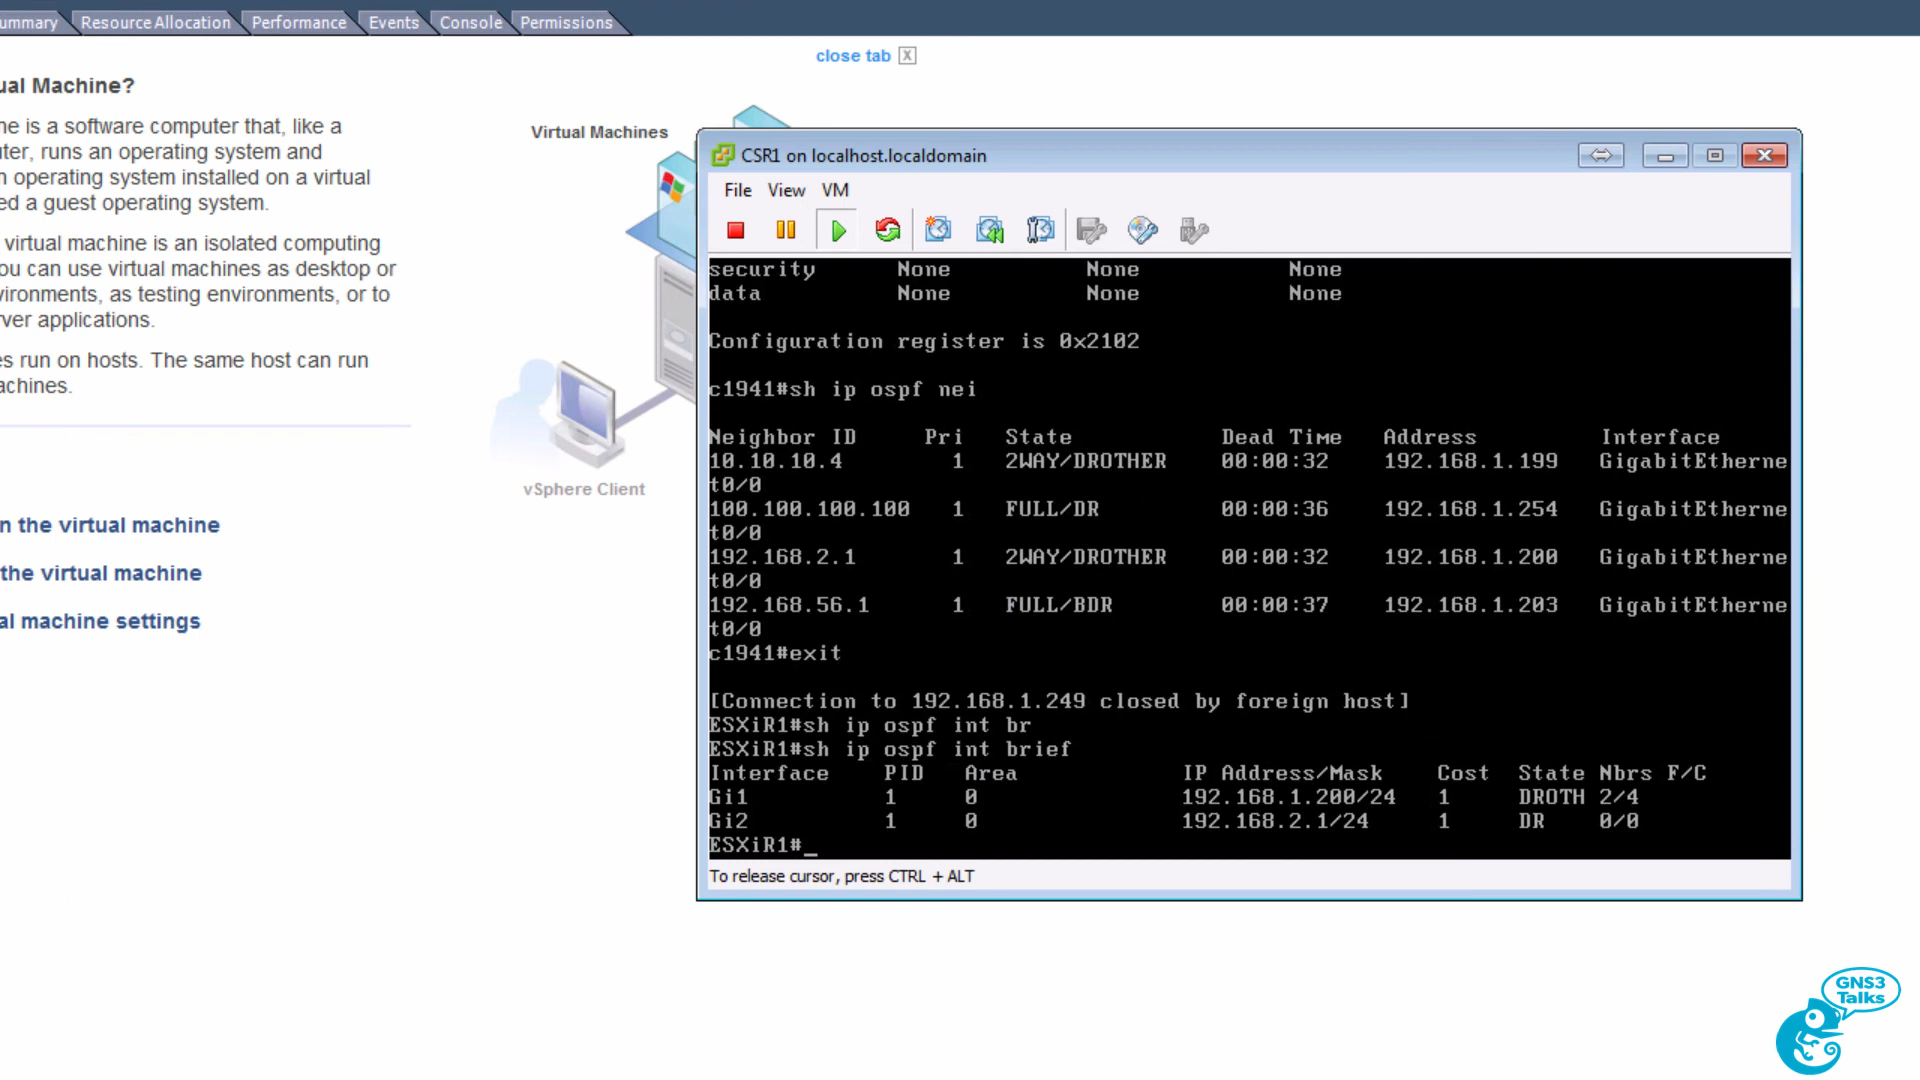 ummary Resource Allocation Performance Events Console Permissions
close tab X
ual Machine?
ne is a software computer that, like a
uter, runs an operating system and
n operating system installed on a virtual
ed a guest operating system.
virtual machine is an isolated computing
ou can use virtual machines as desktop or
vironments, as testing environments, or to
rver applications.
es run on hosts. The same host can run
achines.
n the virtual machine
the virtual machine
al machine settings
Virtual Machines
vSphere Client
CSR1 on localhost.localdomain
File View VM
security None None None
data None None None
Configuration register is 0x2102
c1941#sh ip ospf nei
Neighbor ID Pri State Dead Time Address Interface
10.10.10.4 1 2WAY/DROTHER 00:00:32 192.168.1.199 GigabitEtherne
t0/0
100.100.100.100 1 FULL/DR 00:00:36 192.168.1.254 GigabitEtherne
t0/0
192.168.2.1 1 2WAY/DROTHER 00:00:32 192.168.1.200 GigabitEtherne
t0/0
192.168.56.1 1 FULL/BDR 00:00:37 192.168.1.203 GigabitEtherne
t0/0
c1941#exit
[Connection to 192.168.1.249 closed by foreign host]
ESXiR1#sh ip ospf int br
ESXiR1#sh ip ospf int brief
Interface PID Area IP Address/Mask Cost State Nbrs F/C
Gi1 1 0 192.168.1.200/24 1 DROTH 2/4
Gi2 1 0 192.168.2.1/24 1 DR 0/0
ESXiR1#_
To release cursor, press CTRL + ALT
GNS3
Talks